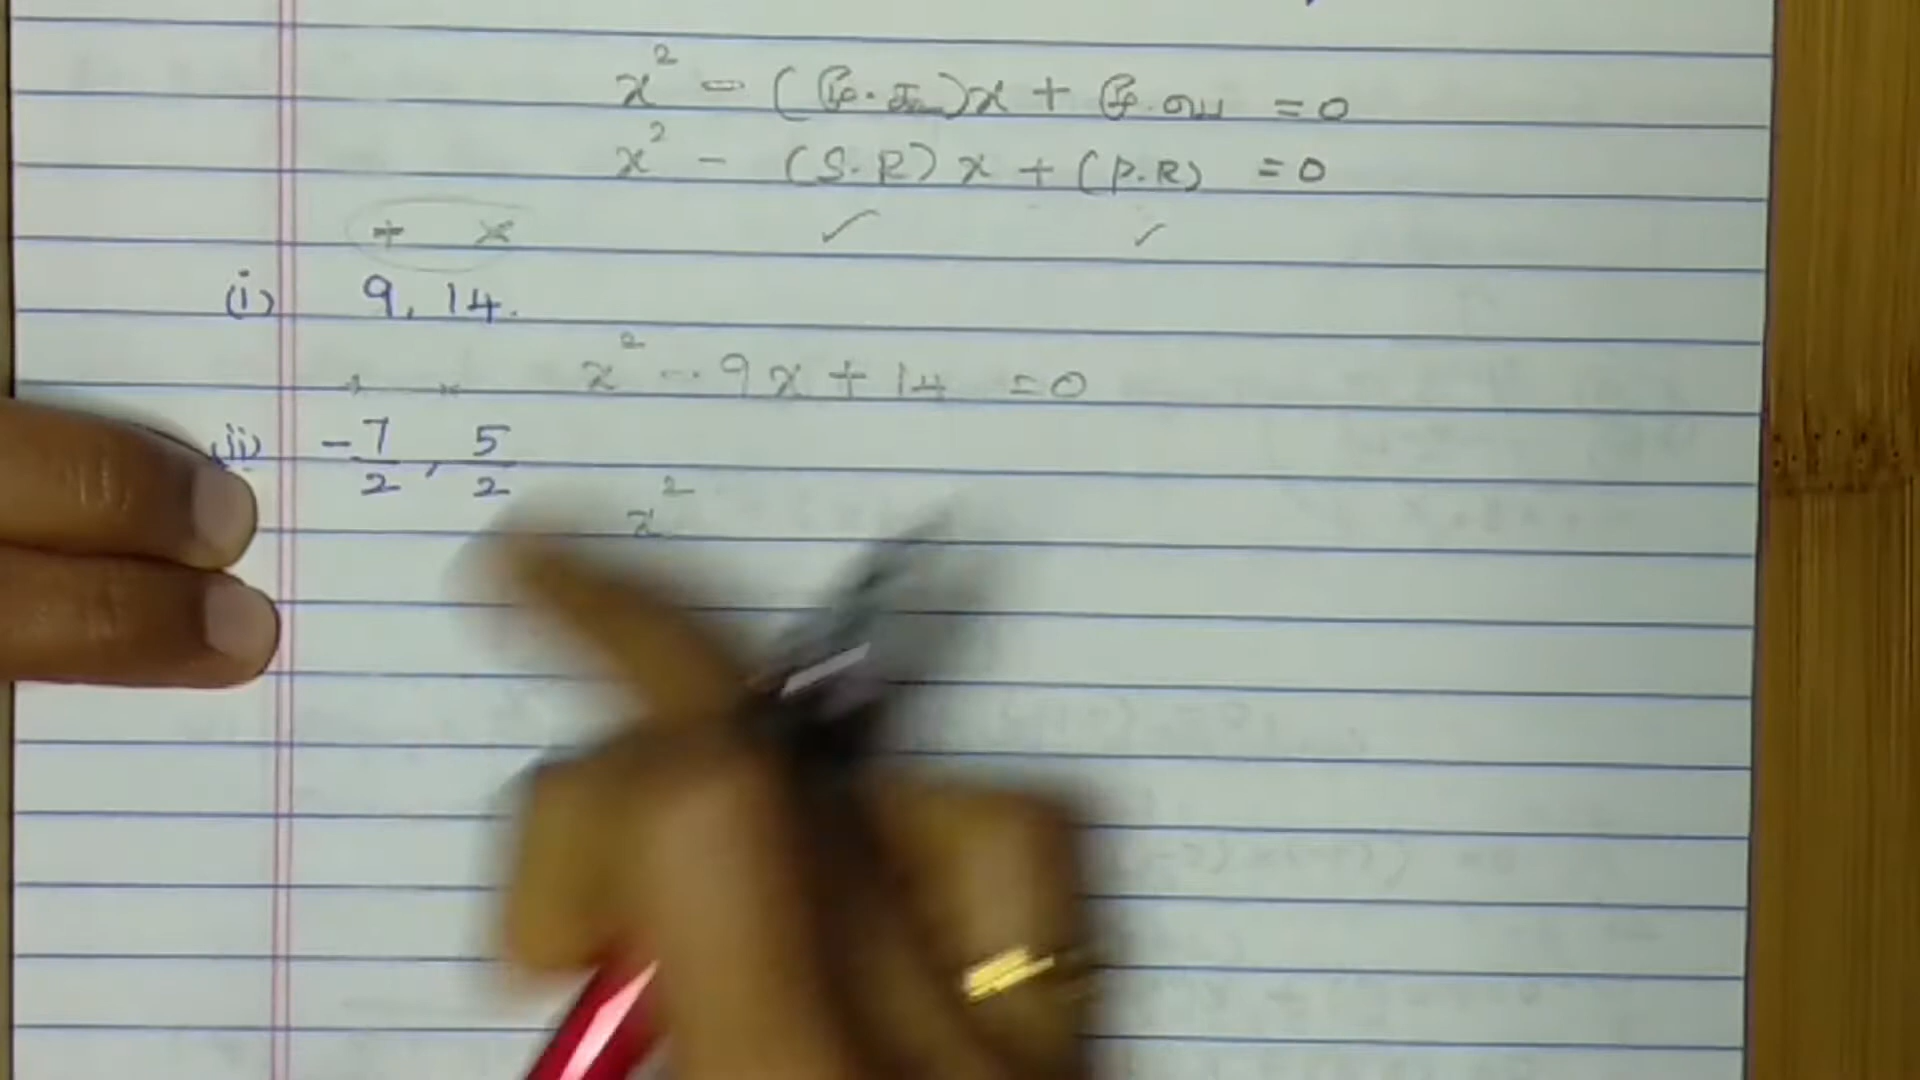 x² - (மூ.கூ)x + மூ.பெ = 0
x² - (S.R) x + (P.R) = 0
+ × ✓ ✓
(i) 9, 14.
x² - 9x + 14 = 0
+ ×
(ii) -7/2, 5/2
x²